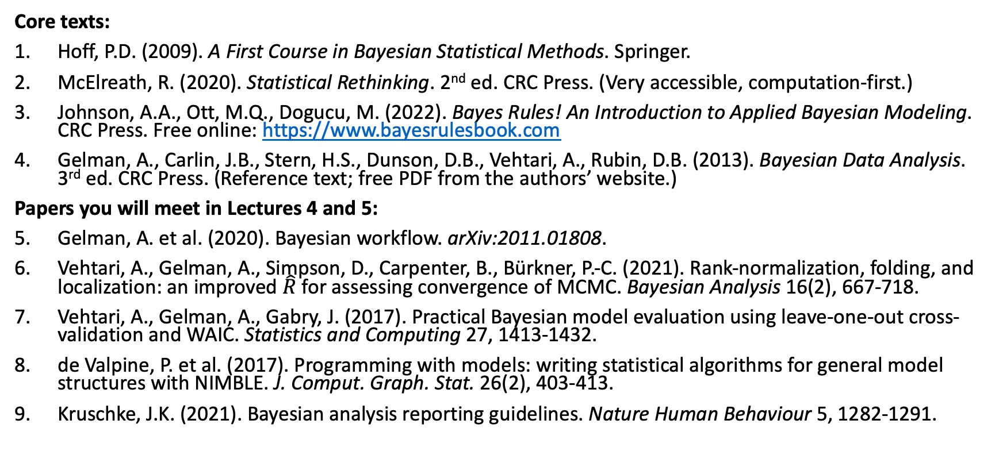 Core texts:
1. Hoff, P.D. (2009). A First Course in Bayesian Statistical Methods. Springer.
2. McElreath, R. (2020). Statistical Rethinking. 2nd ed. CRC Press. (Very accessible, computation-first.)
3. Johnson, A.A., Ott, M.Q., Dogucu, M. (2022). Bayes Rules! An Introduction to Applied Bayesian Modeling.
CRC Press. Free online: https://www.bayesrulesbook.com
4. Gelman, A., Carlin, J.B., Stern, H.S., Dunson, D.B., Vehtari, A., Rubin, D.B. (2013). Bayesian Data Analysis.
3rd ed. CRC Press. (Reference text; free PDF from the authors’ website.)
Papers you will meet in Lectures 4 and 5:
5. Gelman, A. et al. (2020). Bayesian workflow. arXiv:2011.01808.
6. Vehtari, A., Gelman, A., Simpson, D., Carpenter, B., Bürkner, P.-C. (2021). Rank-normalization, folding, and
localization: an improved R̂ for assessing convergence of MCMC. Bayesian Analysis 16(2), 667-718.
7. Vehtari, A., Gelman, A., Gabry, J. (2017). Practical Bayesian model evaluation using leave-one-out cross-
validation and WAIC. Statistics and Computing 27, 1413-1432.
8. de Valpine, P. et al. (2017). Programming with models: writing statistical algorithms for general model
structures with NIMBLE. J. Comput. Graph. Stat. 26(2), 403-413.
9. Kruschke, J.K. (2021). Bayesian analysis reporting guidelines. Nature Human Behaviour 5, 1282-1291.